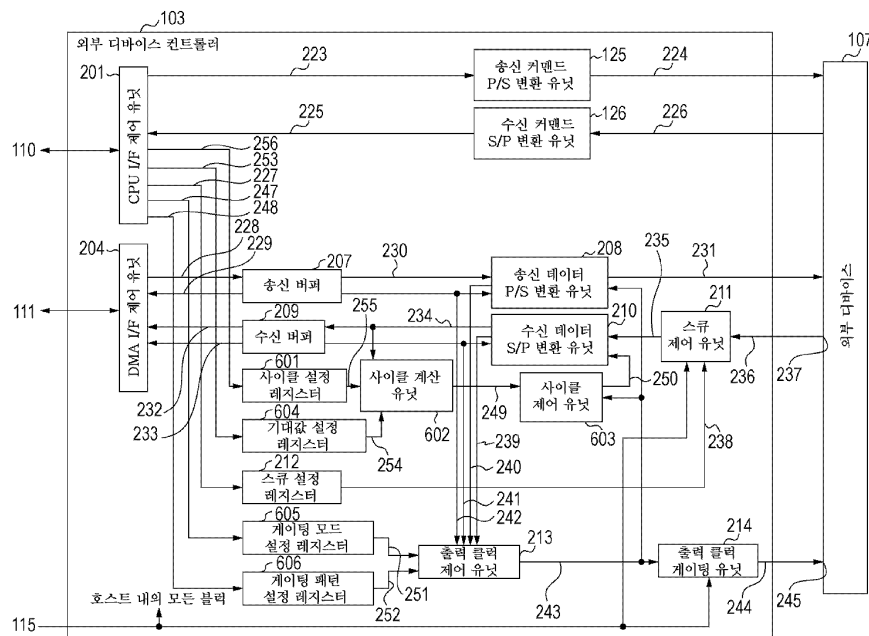 103
외부 디바이스 컨트롤러
107
201
223
125
224
송신 커맨드
P/S 변환 유닛
CPU I/F 제어 유닛
225
126
226
수신 커맨드
S/P 변환 유닛
110
256
253
227
247
248
228
229
204
207
230
208
235
231
송신 버퍼
송신 데이터
P/S 변환 유닛
211
111
DMA I/F 제어 유닛
209
255
234
210
수신 버퍼
수신 데이터
S/P 변환 유닛
스큐
제어 유닛
외부 디바이스
601
사이클 설정
레지스터
사이클 계산
유닛
사이클
제어 유닛
250
236
237
232
233
604
기대값 설정
레지스터
254
602
249
239
603
238
240
212
스큐 설정
레지스터
241
242
605
게이팅 모드
설정 레지스터
213
출력 클럭
제어 유닛
214
출력 클럭
게이팅 유닛
606
게이팅 패턴
설정 레지스터
251
252
243
244
245
호스트 내의 모든 블럭
115